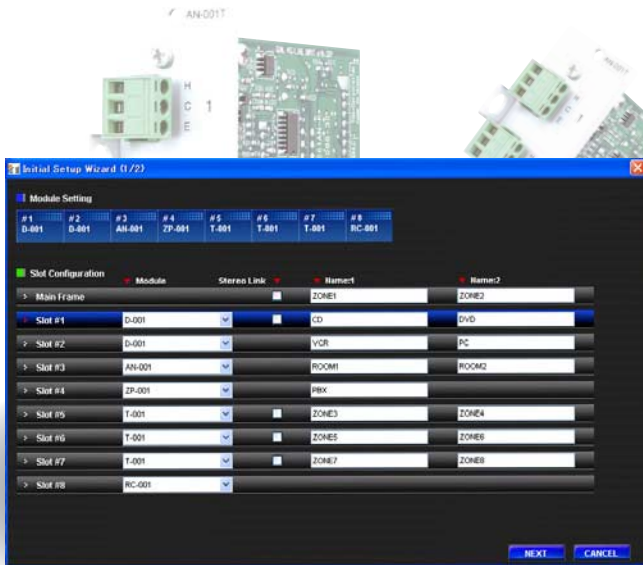 AN-001T
H
C 1
E
Initial Setup Wizard (1/2)
Module Setting
#1 #2 #3 #4 #5 #6 #7 #8
D-001 D-001 AN-001 ZP-001 T-001 T-001 T-001 RC-001
Slot Configuration
Module Stereo Link Name:1 Name:2
> Main Frame ZONE1 ZONE2
> Slot #1 D-001 CD DVD
> Slot #2 D-001 VCR PC
> Slot #3 AN-001 ROOM1 ROOM2
> Slot #4 ZP-001 PBX
> Slot #5 T-001 ZONE3 ZONE4
> Slot #6 T-001 ZONE5 ZONE6
> Slot #7 T-001 ZONE7 ZONE8
> Slot #8 RC-001
NEXT CANCEL